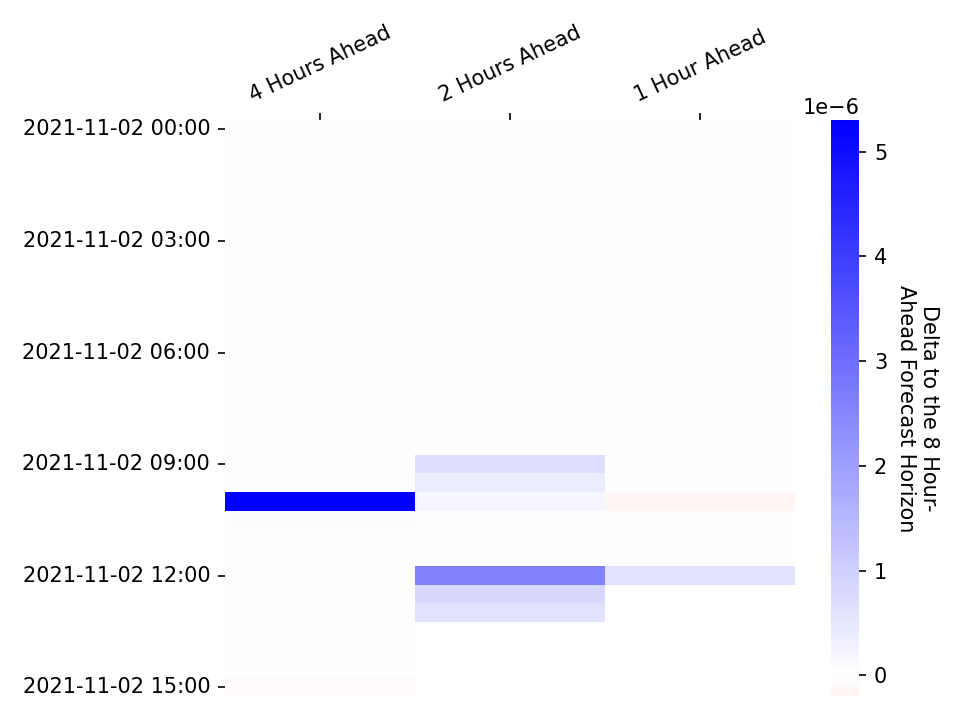 4 Hours Ahead
2 Hours Ahead
1 Hour Ahead
2021-11-02 00:00
2021-11-02 03:00
2021-11-02 06:00
2021-11-02 09:00
2021-11-02 12:00
2021-11-02 15:00
1e−6
5
4
3
2
1
0
Delta to the 8 Hour-
Ahead Forecast Horizon